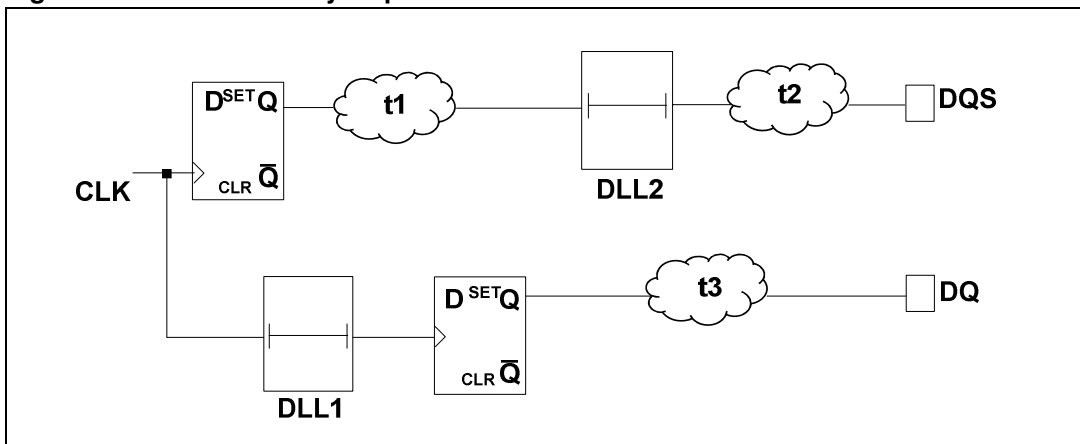 D SET Q
t1
t2
DQS
CLR Q̅
CLK
DLL2
D SET Q
t3
DQ
CLR Q̅
DLL1